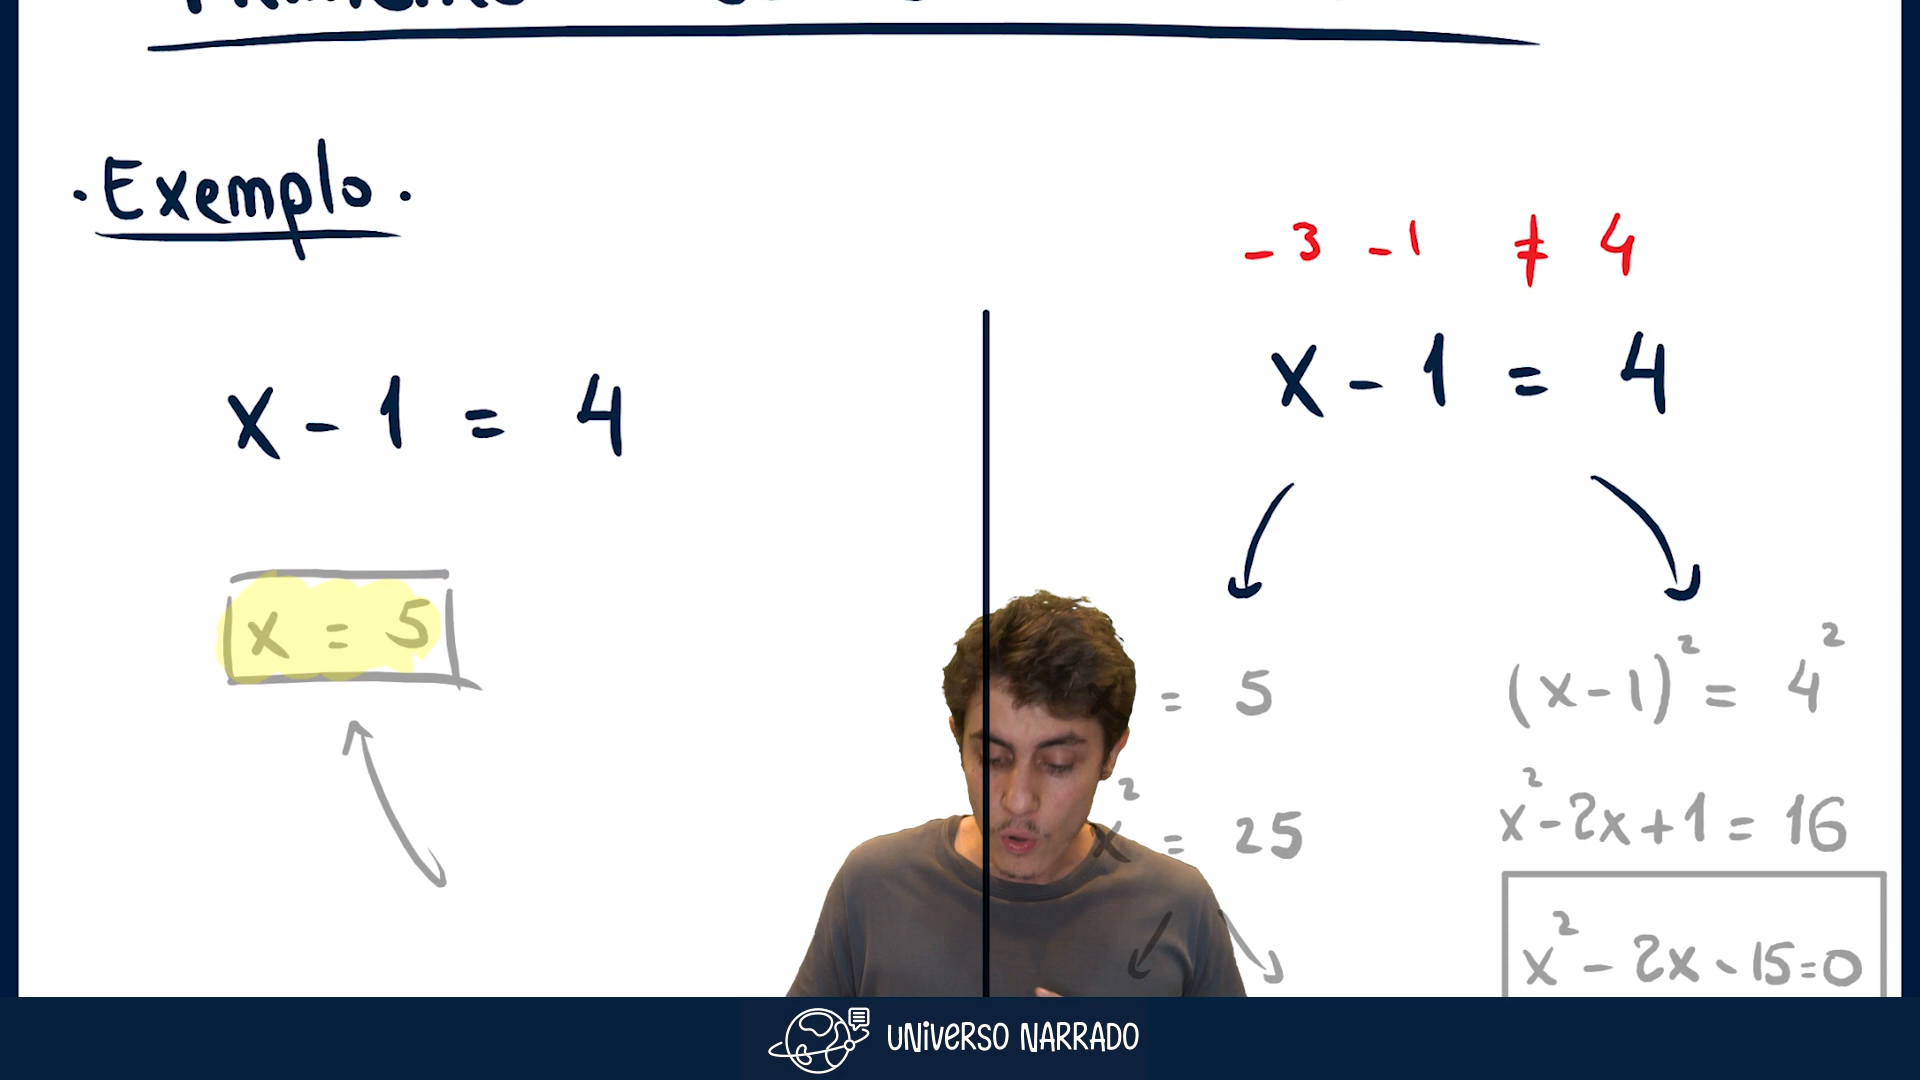 · Exemplo ·
x - 1 = 4
x = 5
- 3 - 1 ≠ 4
x - 1 = 4
x = 5
x² = 25
(x-1)² = 4²
x² - 2x + 1 = 16
x² - 2x - 15 = 0
UNIVERSO NARRADO